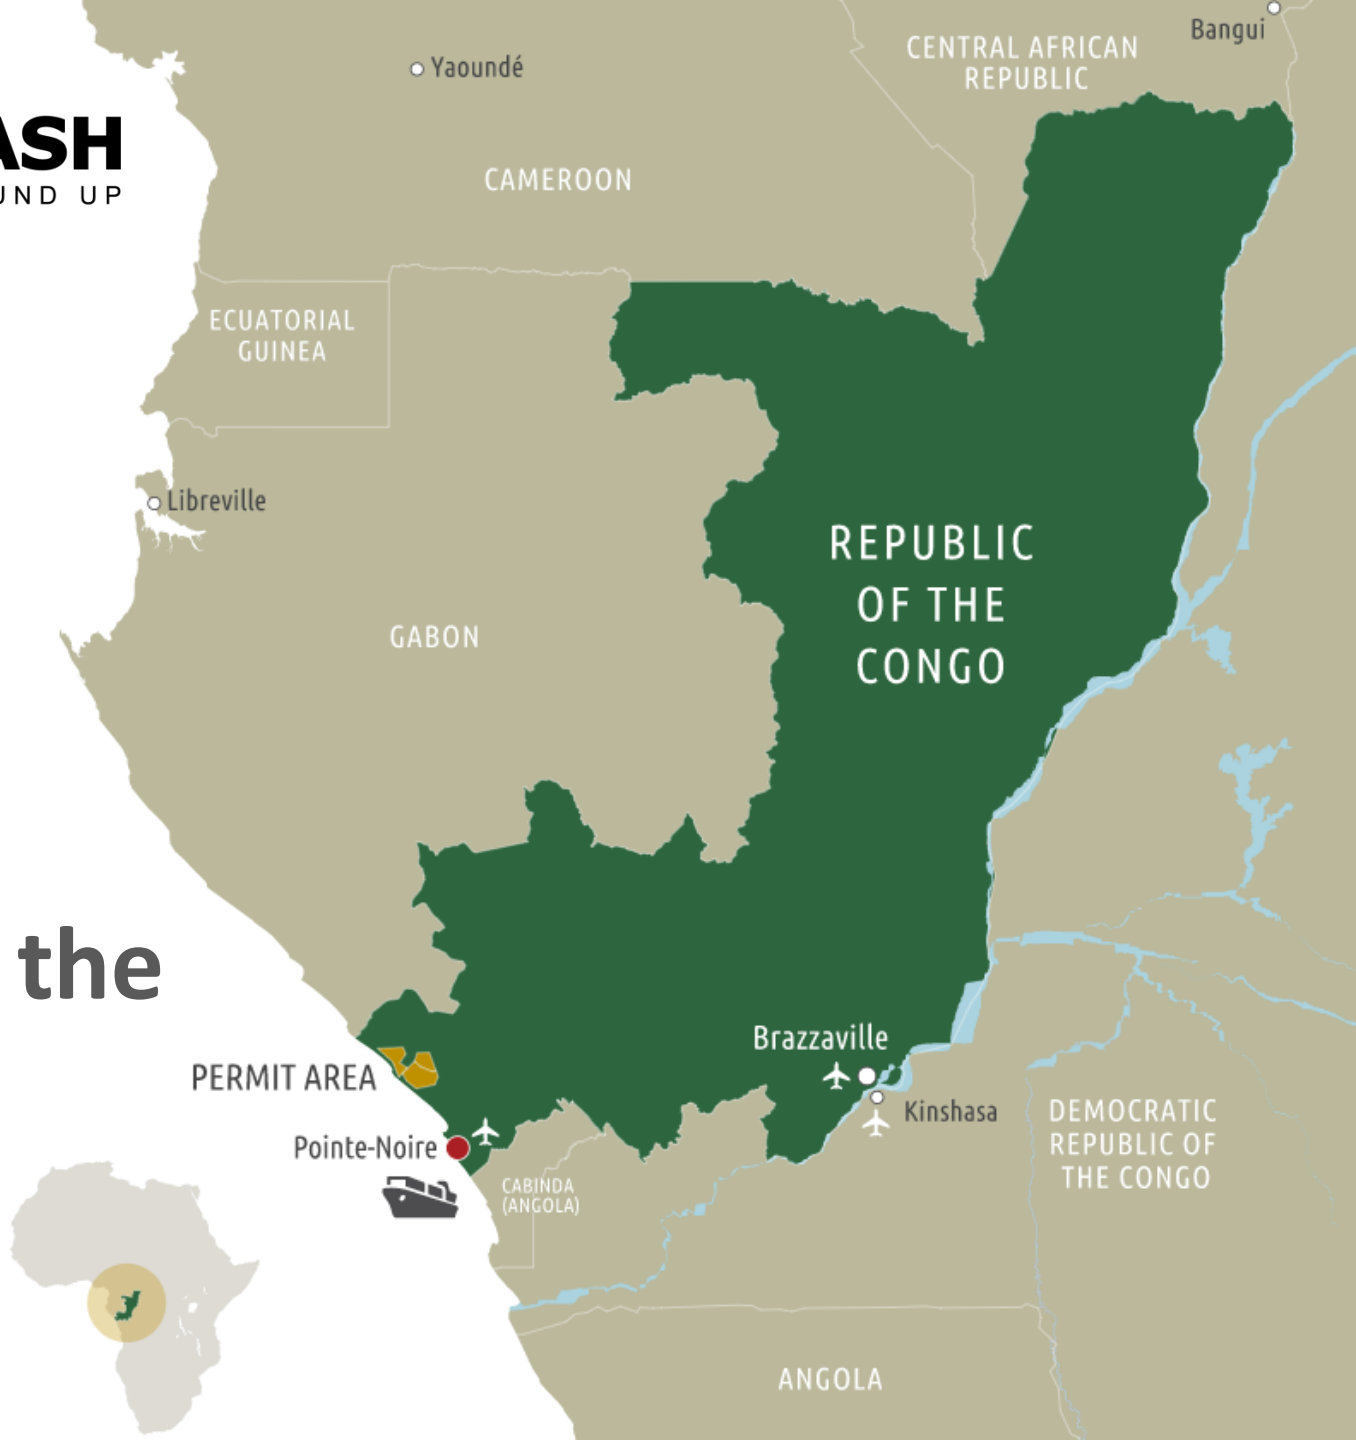 Bangui
CENTRAL AFRICAN
REPUBLIC
Yaoundé
ASH
UND UP
CAMEROON
ECUATORIAL
GUINEA
Libreville
REPUBLIC
OF THE
CONGO
GABON
the
Brazzaville
PERMIT AREA
Kinshasa
DEMOCRATIC
REPUBLIC OF
THE CONGO
Pointe-Noire
CABINDA
(ANGOLA)
ANGOLA